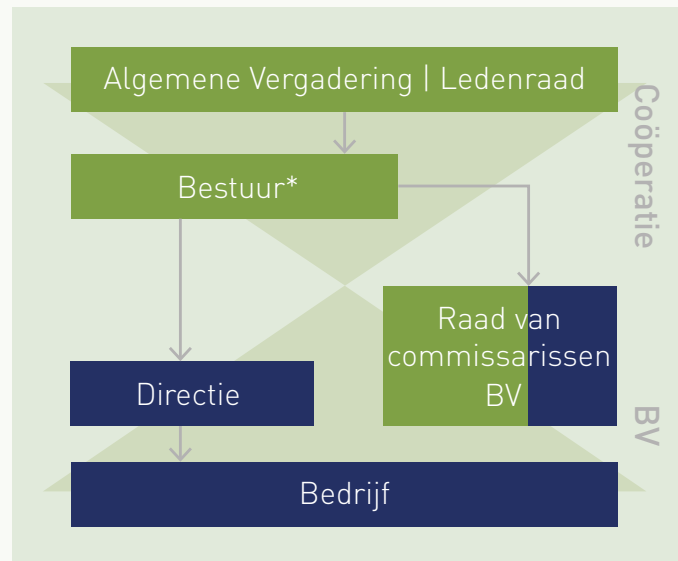 Algemene Vergadering | Ledenraad
Coöperatie
Bestuur*
Raad van
commissarissen
BV
Directie
BV
Bedrijf